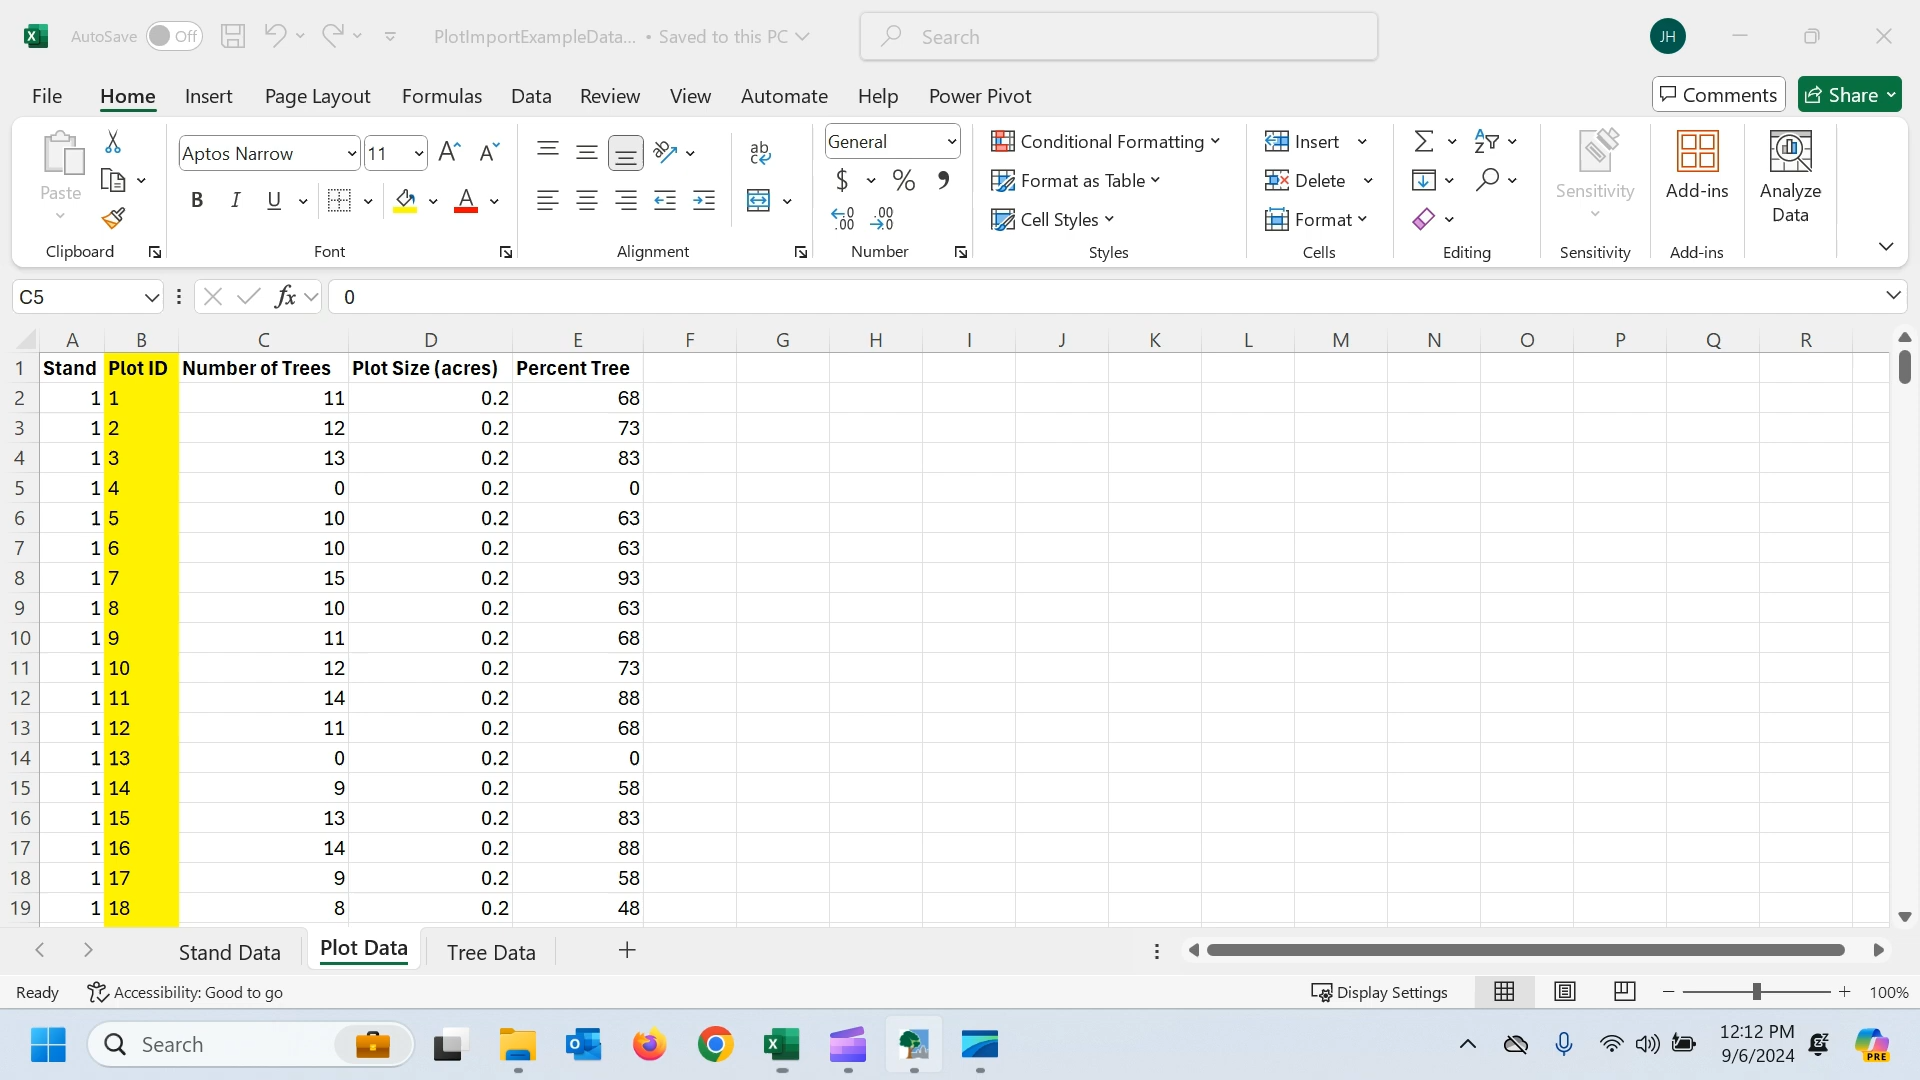 AutoSave Off PlotImportExampleData... • Saved to this PC Search JH
File Home Insert Page Layout Formulas Data Review View Automate Help Power Pivot Comments Share
Paste Aptos Narrow 11 ab General Conditional Formatting Insert Sensitivity Add-ins Analyze Data
B I U A $ % Format as Table Delete
Cell Styles Format
Clipboard Font Alignment Number Styles Cells Editing Sensitivity Add-ins
C5 fx 0
A B C D E F G H I J K L M N O P Q R
1 Stand Plot ID Number of Trees Plot Size (acres) Percent Tree
2 1 1 11 0.2 68
3 1 2 12 0.2 73
4 1 3 13 0.2 83
5 1 4 0 0.2 0
6 1 5 10 0.2 63
7 1 6 10 0.2 63
8 1 7 15 0.2 93
9 1 8 10 0.2 63
10 1 9 11 0.2 68
11 1 10 12 0.2 73
12 1 11 14 0.2 88
13 1 12 11 0.2 68
14 1 13 0 0.2 0
15 1 14 9 0.2 58
16 1 15 13 0.2 83
17 1 16 14 0.2 88
18 1 17 9 0.2 58
19 1 18 8 0.2 48
Stand Data Plot Data Tree Data
Ready Accessibility: Good to go Display Settings 100%
Search 12:12 PM
9/6/2024 PRE